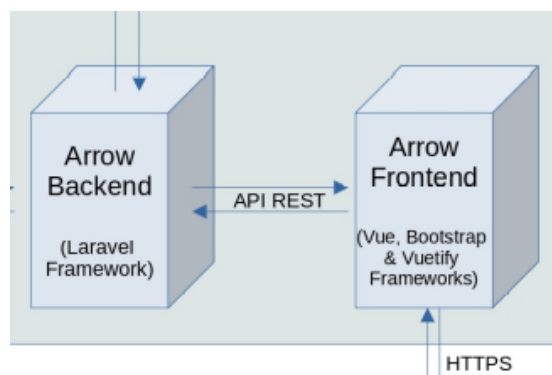 Arrow
Backend
(Laravel
Framework)
API REST
Arrow
Frontend
(Vue, Bootstrap
& Vuetify
Frameworks)
HTTPS